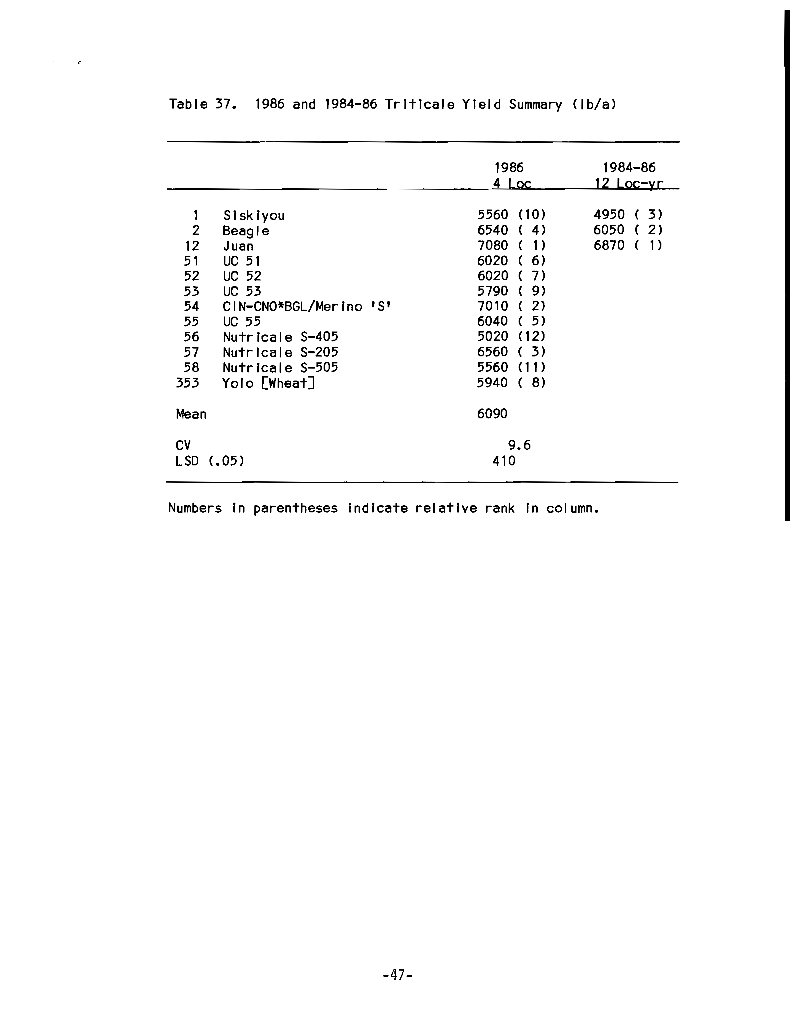 Table 37. 1986 and 1984-86 Triticale Yield Summary (lb/a)
1986 1984-86
4 Loc 12 Loc-yr
1 Siskiyou 5560 (10) 4950 ( 3)
2 Beagle 6540 ( 4) 6050 ( 2)
12 Juan 7080 ( 1) 6870 ( 1)
51 UC 51 6020 ( 6)
52 UC 52 6020 ( 7)
53 UC 53 5790 ( 9)
54 CIN-CNO*BGL/Merino 'S' 7010 ( 2)
55 UC 55 6040 ( 5)
56 Nutricale S-405 5020 (12)
57 Nutricale S-205 6560 ( 3)
58 Nutricale S-505 5560 (11)
353 Yolo [Wheat] 5940 ( 8)
Mean 6090
CV 9.6
LSD (.05) 410
Numbers in parentheses indicate relative rank in column.
-47-